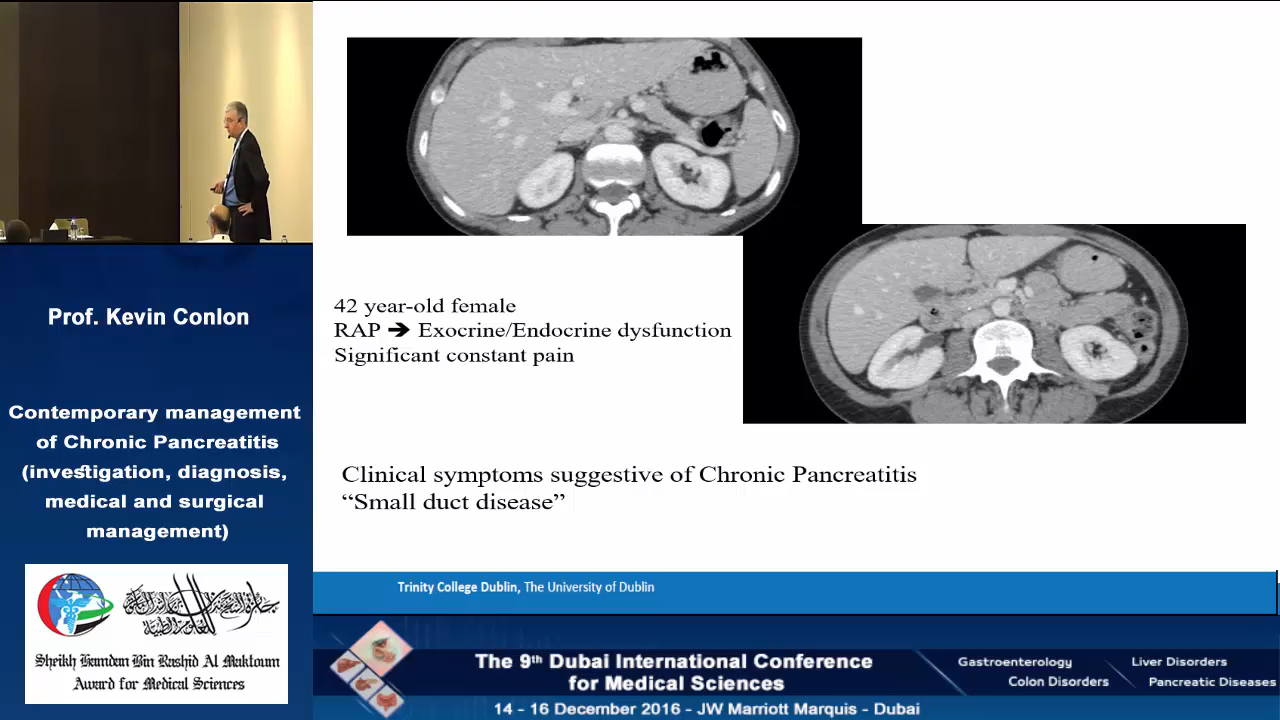 Prof. Kevin Conlon
Contemporary management
of Chronic Pancreatitis
(investigation, diagnosis,
medical and surgical
management)
Sheikh Hamdan Bin Rashid Al Maktoum
Award for Medical Sciences
42 year-old female
RAP ➔ Exocrine/Endocrine dysfunction
Significant constant pain
Clinical symptoms suggestive of Chronic Pancreatitis
“Small duct disease”
Trinity College Dublin, The University of Dublin
The 9th Dubai International Conference
for Medical Sciences
14 - 16 December 2016 - JW Marriott Marquis - Dubai
Gastroenterology
Liver Disorders
Colon Disorders
Pancreatic Diseases